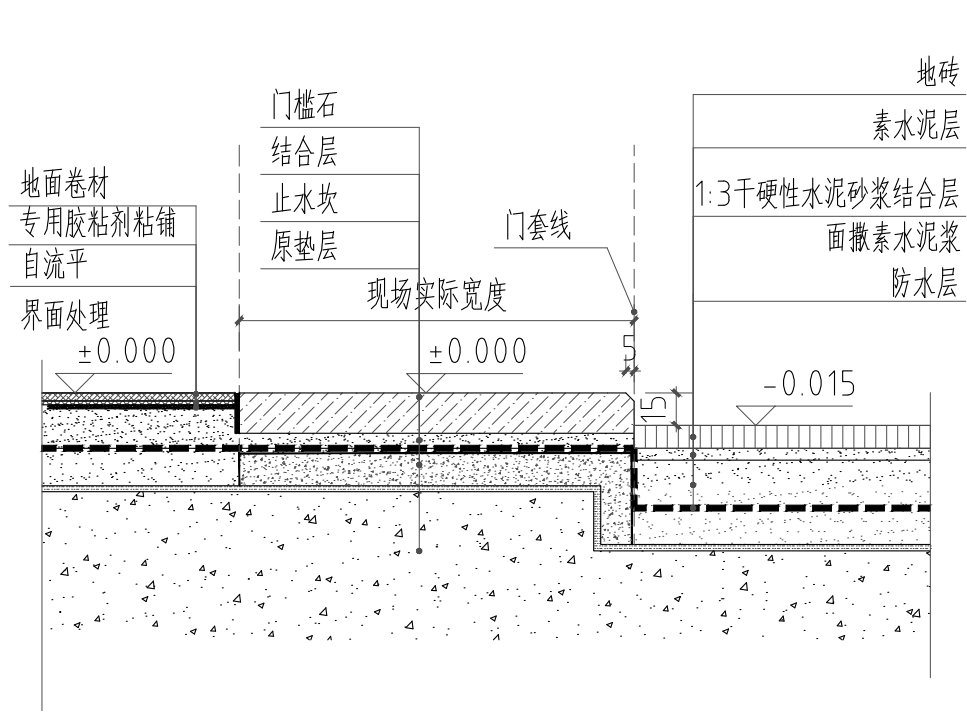 地砖
素水泥层
1:3干硬性水泥砂浆结合层
面撒素水泥浆
防水层
门槛石
结合层
止水坎
原垫层
地面卷材
专用胶粘剂粘铺
自流平
界面处理
门套线
现场实际宽度
±0.000
±0.000
5
15
-0.015